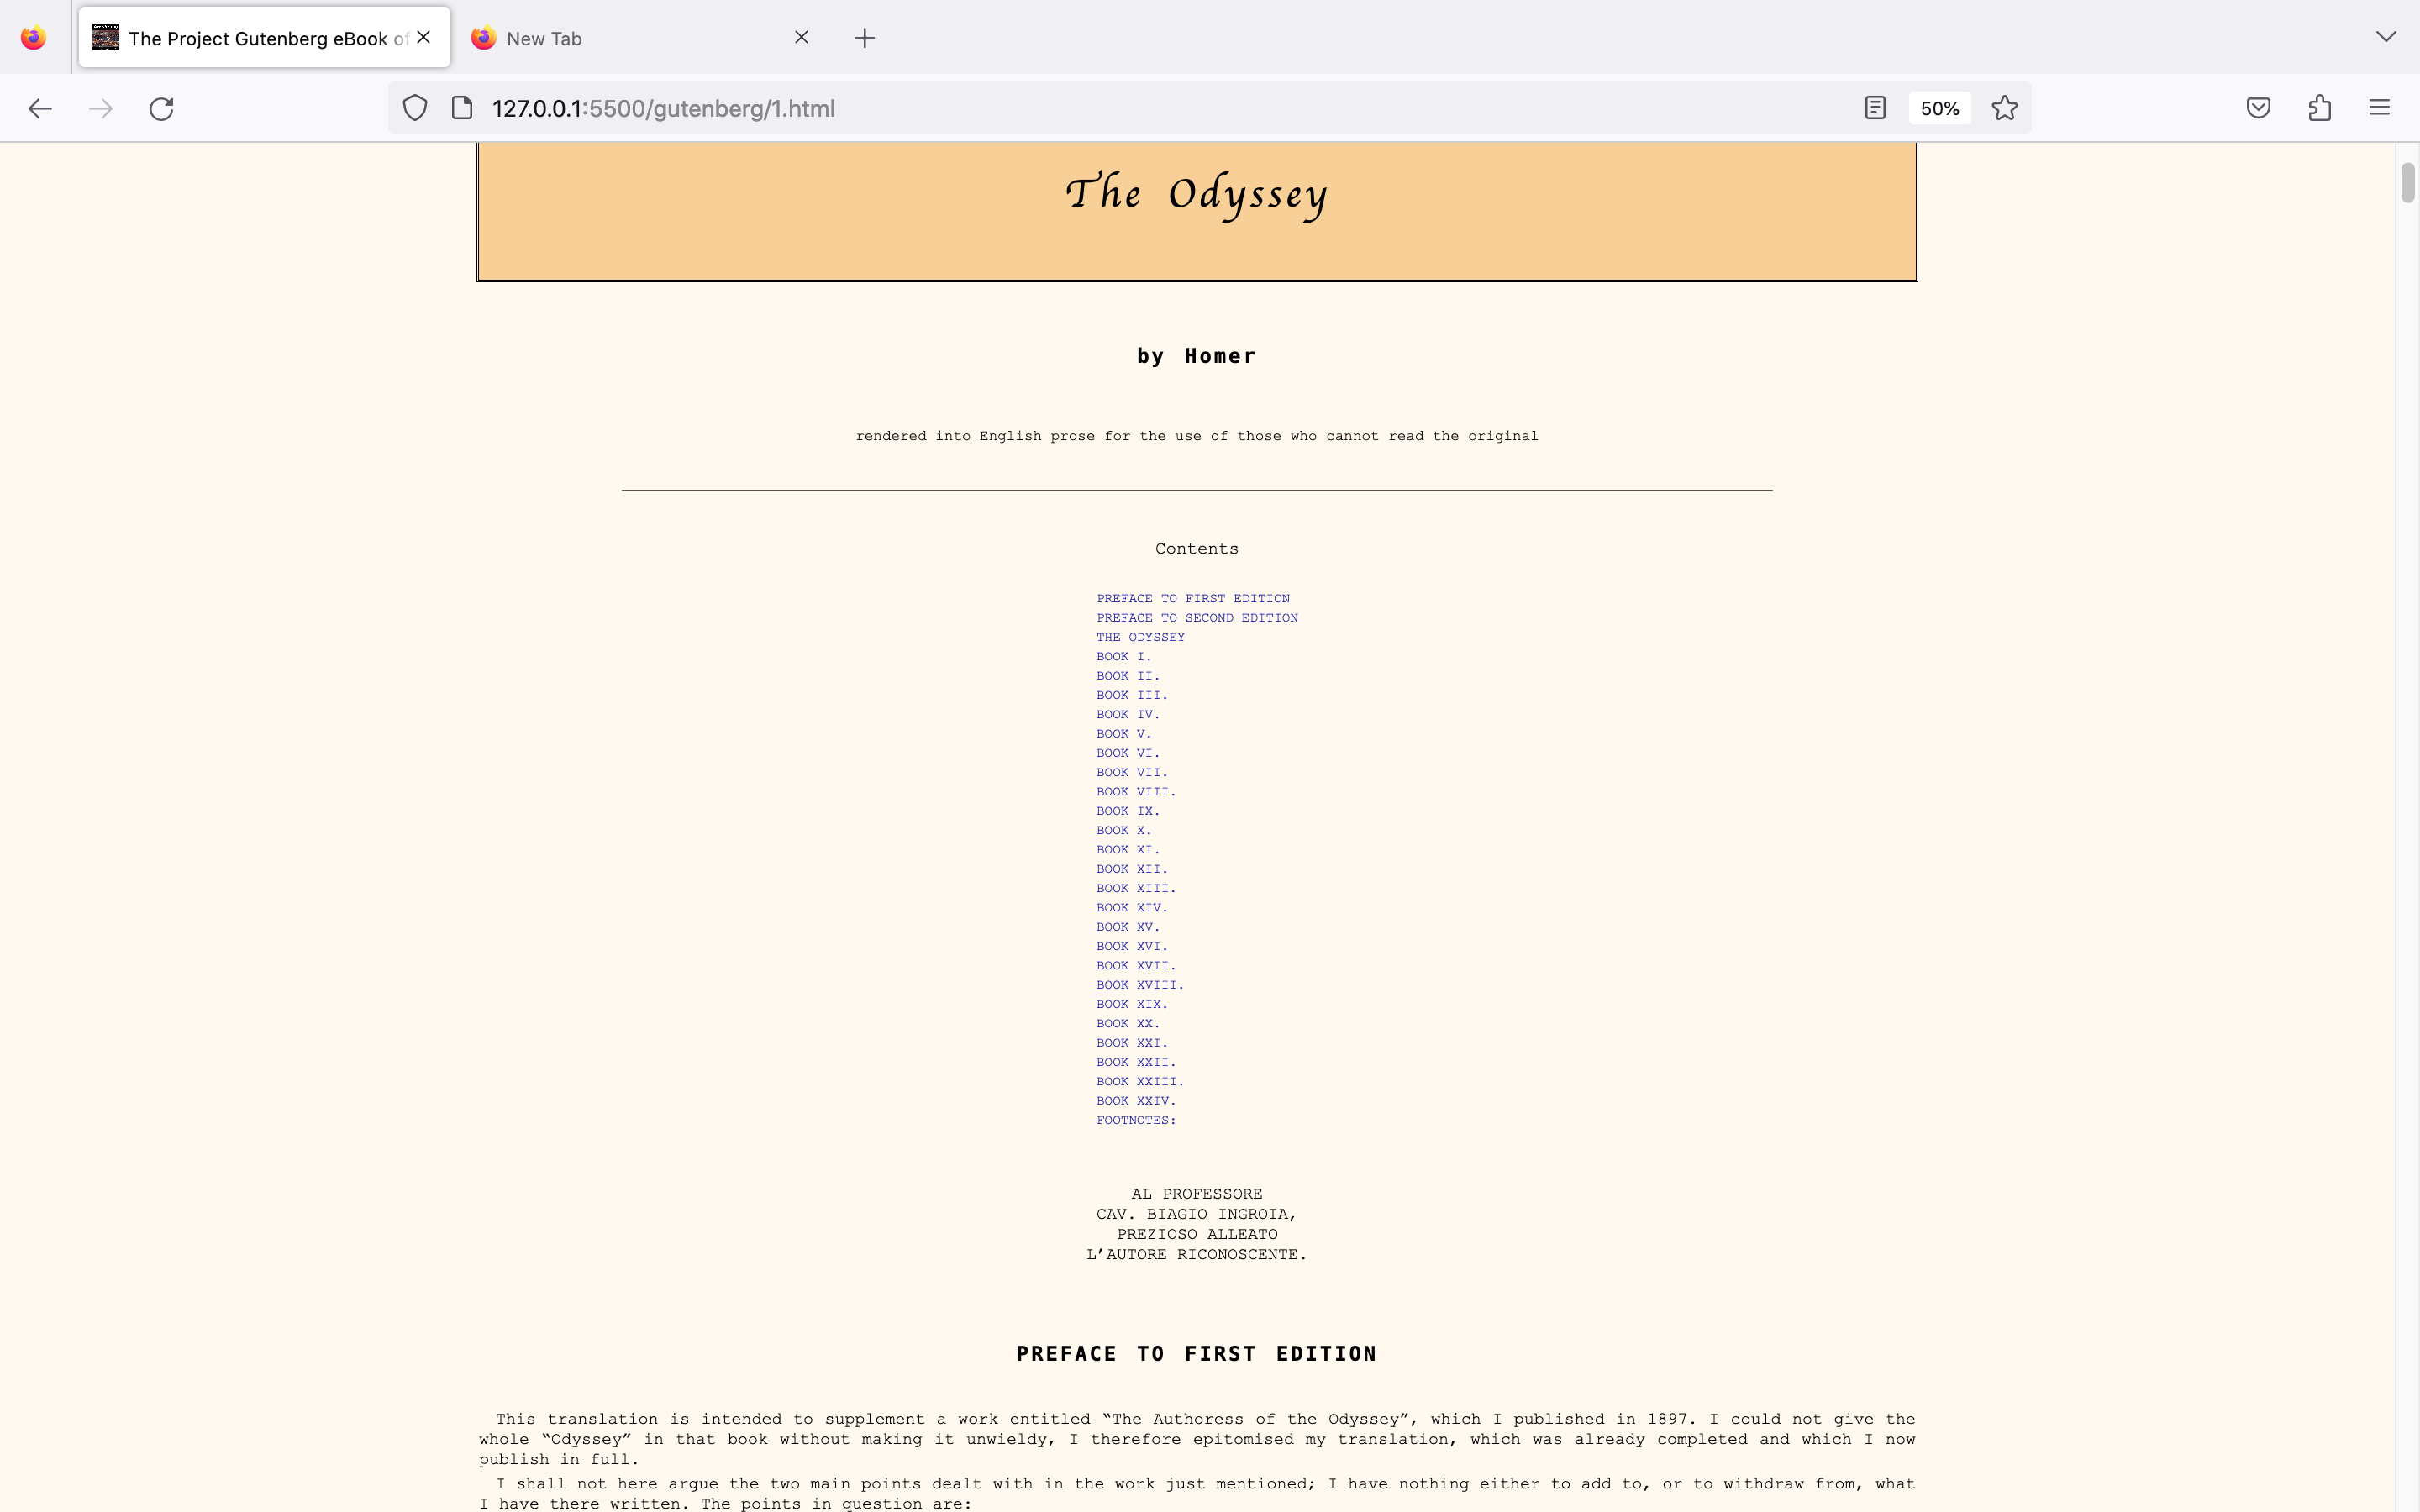 The Project Gutenberg eBook of
New Tab
127.0.0.1:5500/gutenberg/1.html
50%
The Odyssey
by Homer
rendered into English prose for the use of those who cannot read the original
Contents
PREFACE TO FIRST EDITION
PREFACE TO SECOND EDITION
THE ODYSSEY
BOOK I.
BOOK II.
BOOK III.
BOOK IV.
BOOK V.
BOOK VI.
BOOK VII.
BOOK VIII.
BOOK IX.
BOOK X.
BOOK XI.
BOOK XII.
BOOK XIII.
BOOK XIV.
BOOK XV.
BOOK XVI.
BOOK XVII.
BOOK XVIII.
BOOK XIX.
BOOK XX.
BOOK XXI.
BOOK XXII.
BOOK XXIII.
BOOK XXIV.
FOOTNOTES:
AL PROFESSORE
CAV. BIAGIO INGROIA,
PREZIOSO ALLEATO
L’AUTORE RICONOSCENTE.
PREFACE TO FIRST EDITION
This translation is intended to supplement a work entitled “The Authoress of the Odyssey”, which I published in 1897. I could not give the
whole “Odyssey” in that book without making it unwieldy, I therefore epitomised my translation, which was already completed and which I now
publish in full.
I shall not here argue the two main points dealt with in the work just mentioned; I have nothing either to add to, or to withdraw from, what
I have there written. The points in question are: